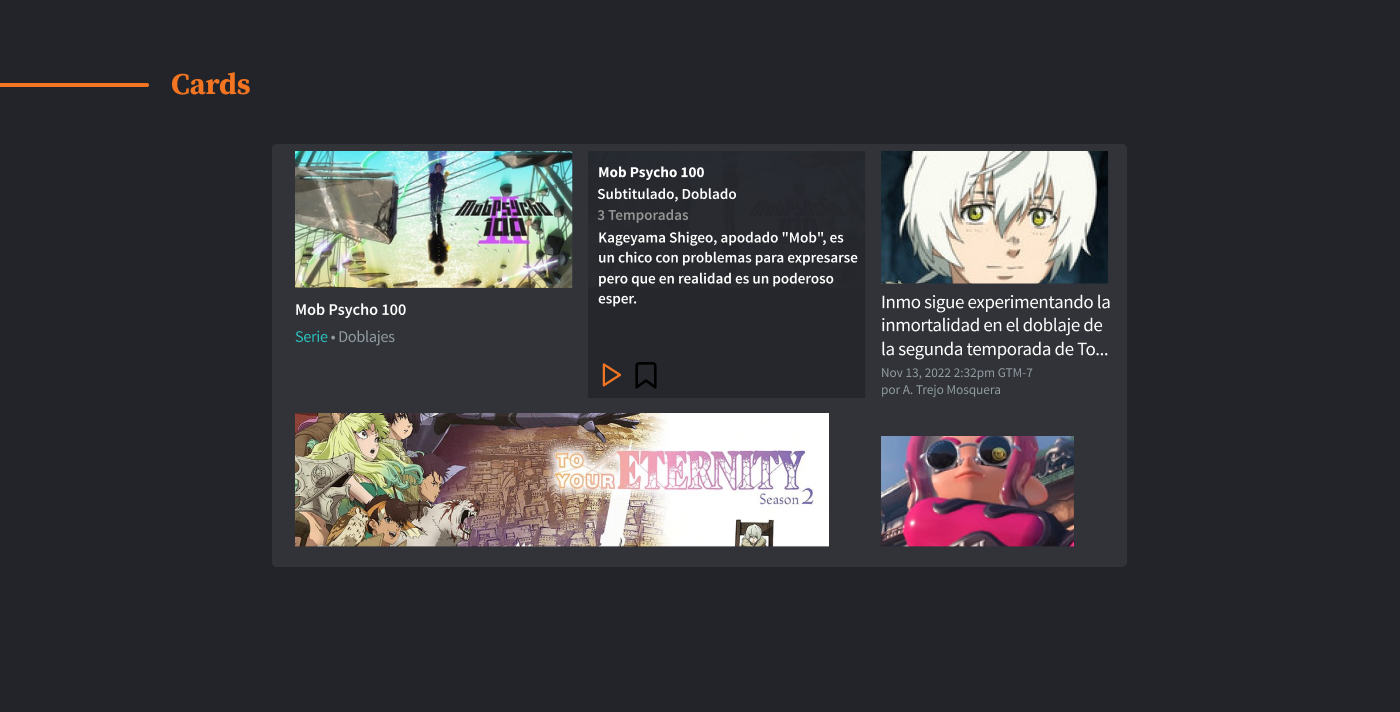 Cards
MobPsycho
100
III
Mob Psycho 100
Serie • Doblajes
Mob Psycho 100
Subtitulado, Doblado
3 Temporadas
Kageyama Shigeo, apodado "Mob", es
un chico con problemas para expresarse
pero que en realidad es un poderoso
esper.
Inmo sigue experimentando la
inmortalidad en el doblaje de
la segunda temporada de To...
Nov 13, 2022 2:32pm GTM-7
por A. Trejo Mosquera
TO
YOUR ETERNITY
Season 2